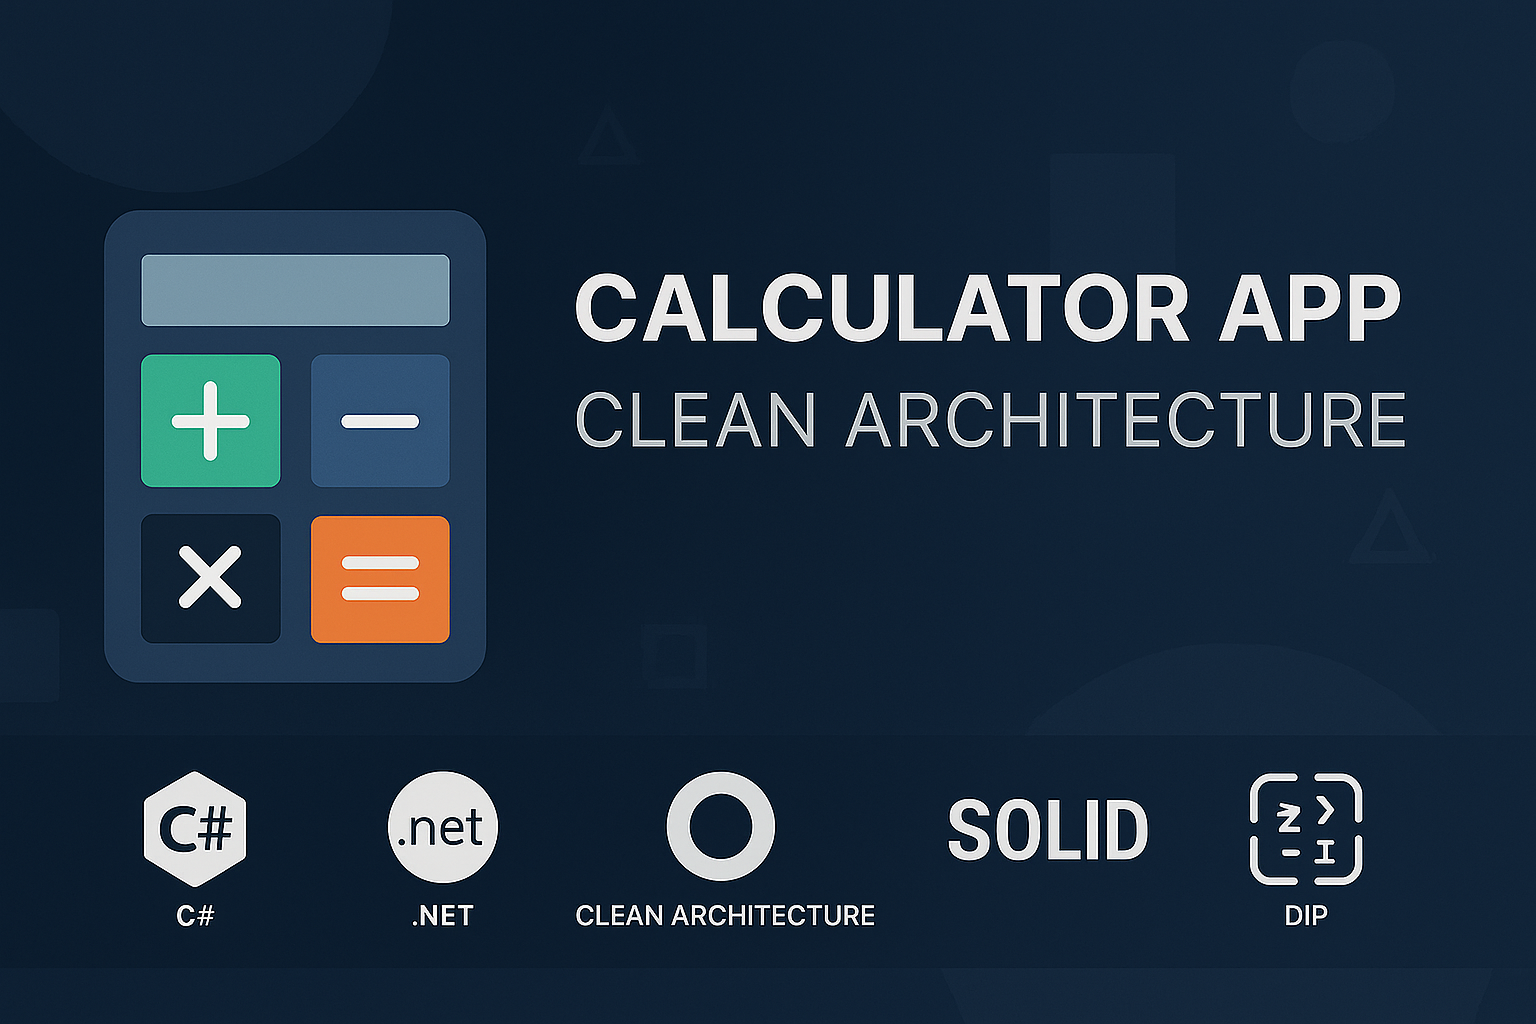 CALCULATOR APP
CLEAN ARCHITECTURE
C#
.net
SOLID
C#
.NET
CLEAN ARCHITECTURE
DIP